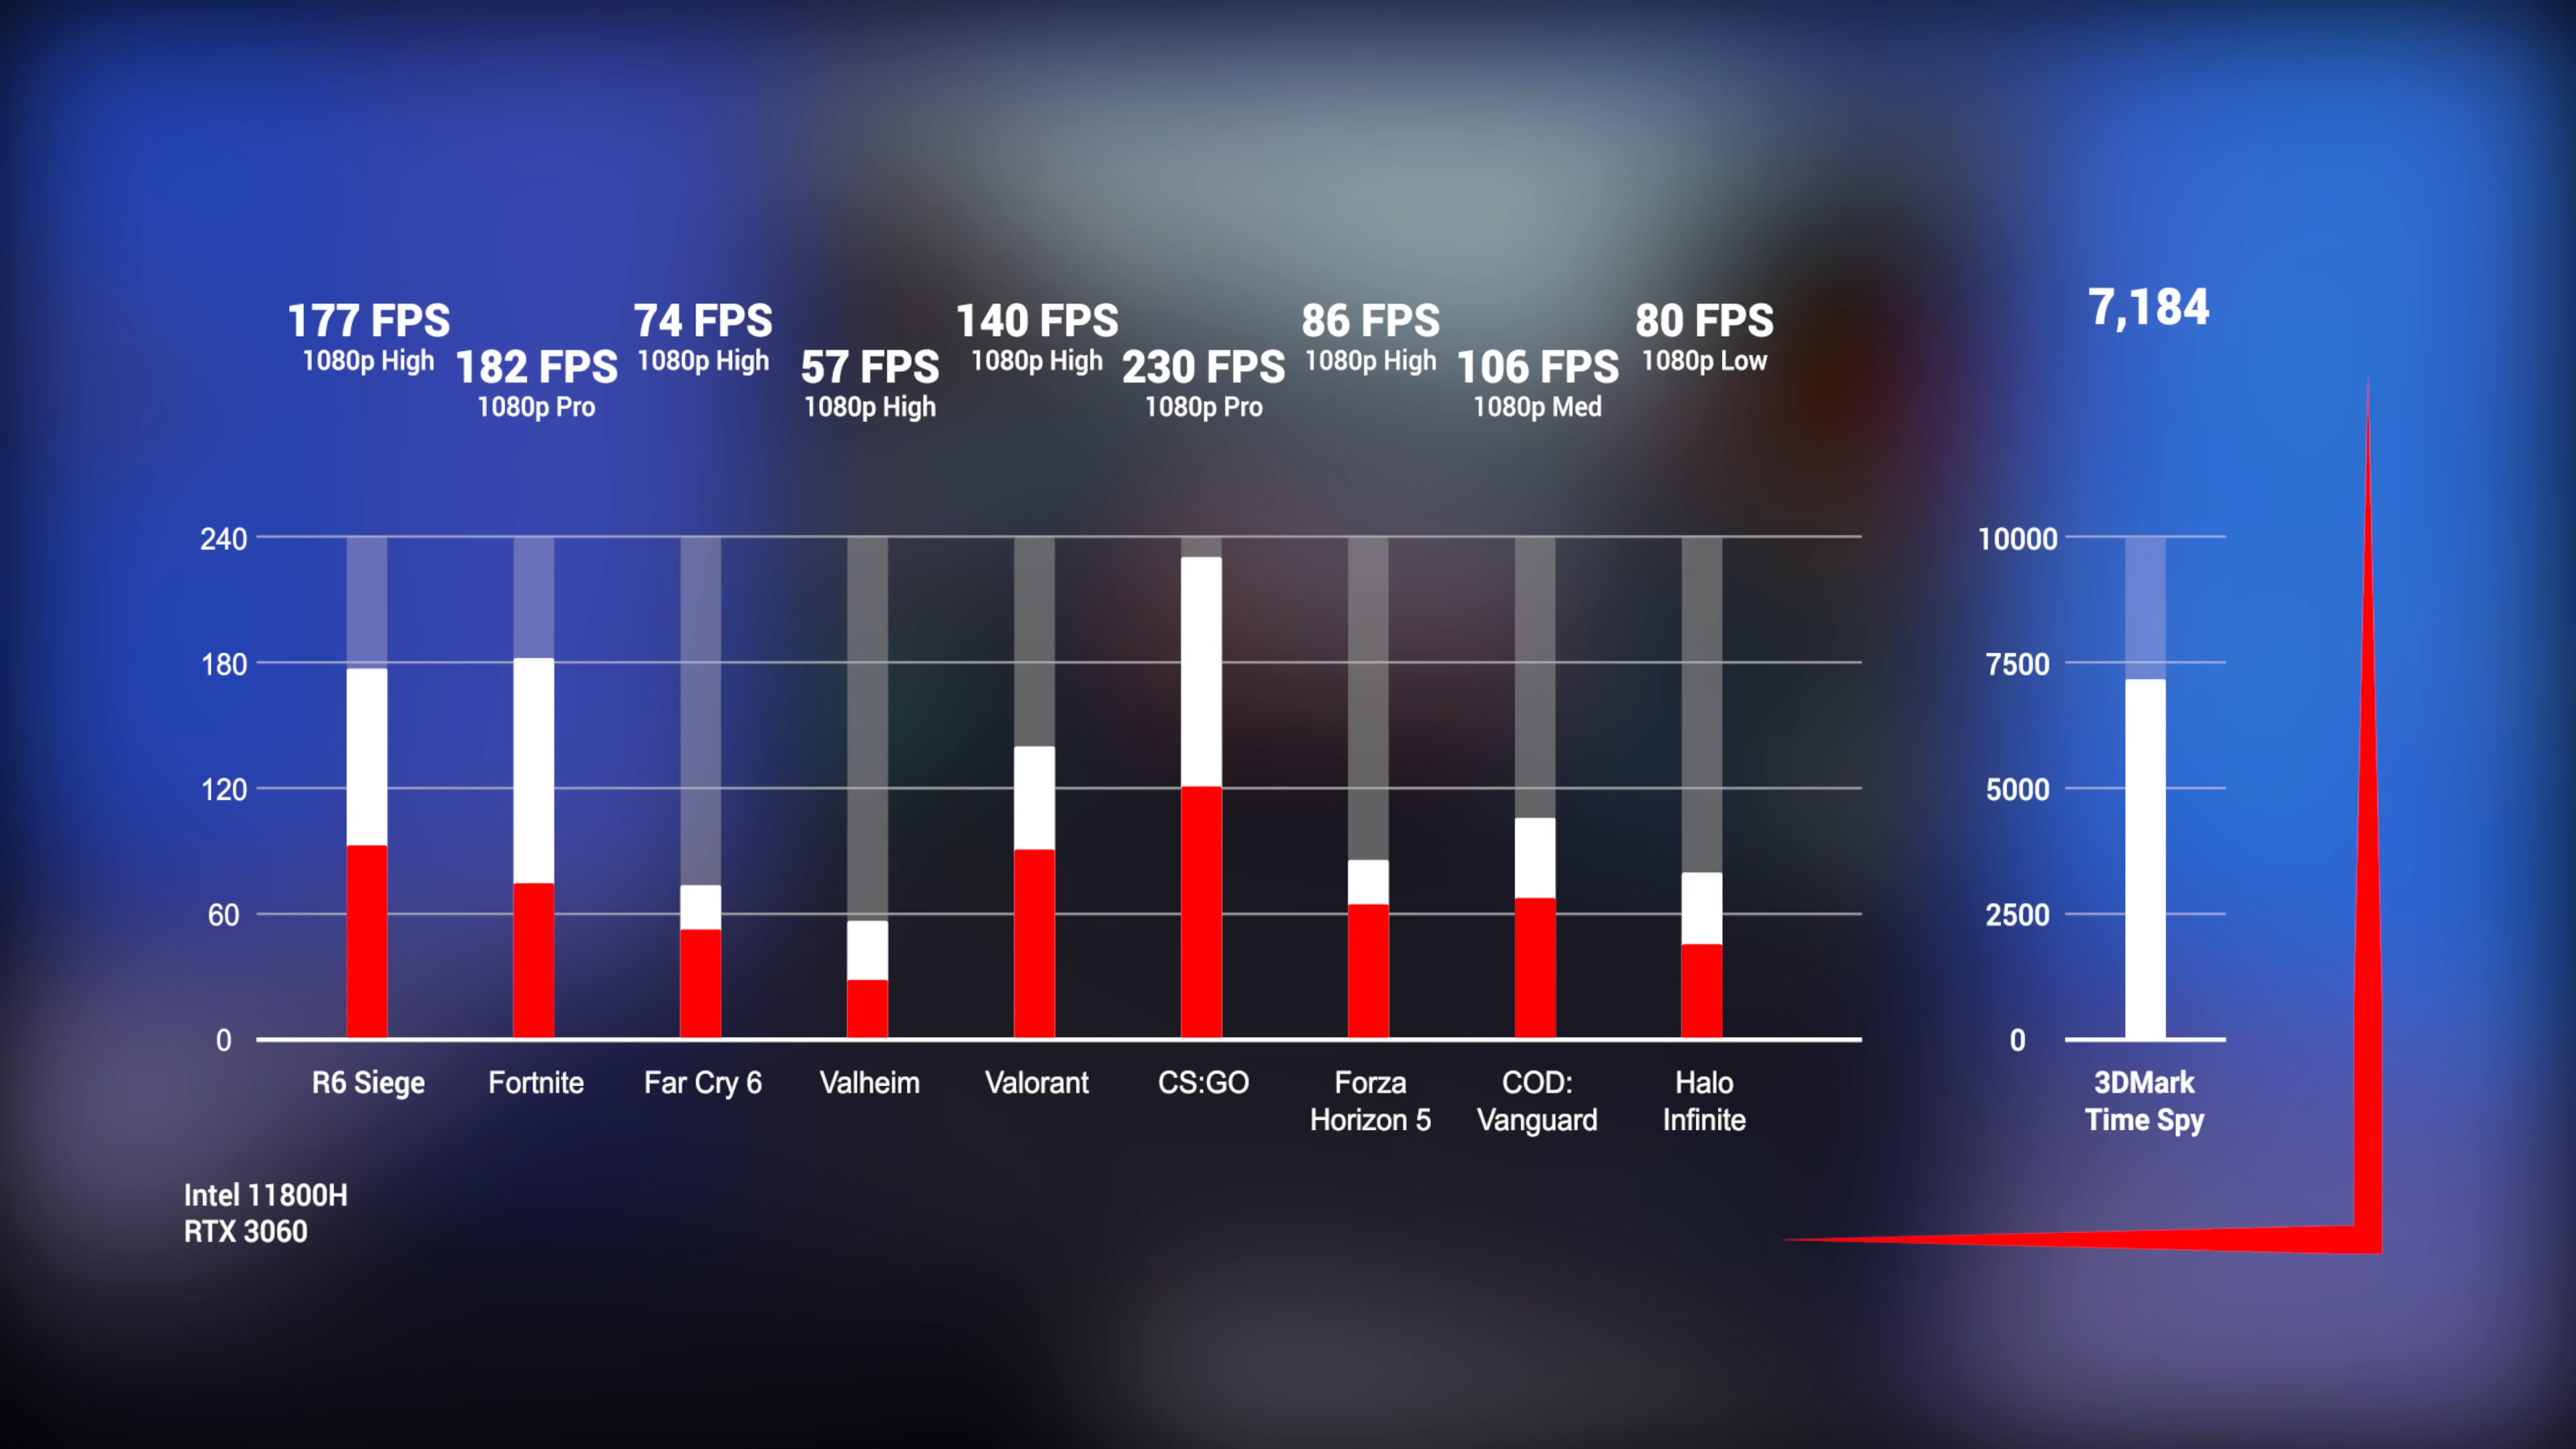 177 FPS
1080p High
182 FPS
1080p Pro
74 FPS
1080p High
57 FPS
1080p High
140 FPS
1080p High
230 FPS
1080p Pro
86 FPS
1080p High
106 FPS
1080p Med
80 FPS
1080p Low
7,184
240
180
120
60
0
R6 Siege
Fortnite
Far Cry 6
Valheim
Valorant
CS:GO
Forza
Horizon 5
COD:
Vanguard
Halo
Infinite
10000
7500
5000
2500
0
3DMark
Time Spy
Intel 11800H
RTX 3060